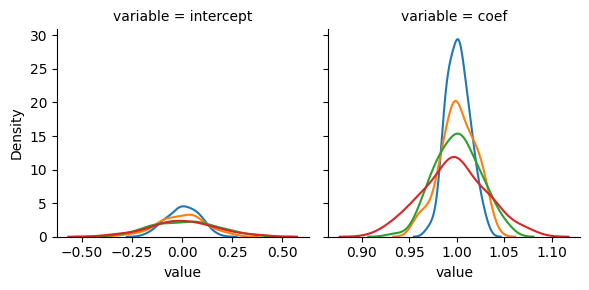 variable = intercept
variable = coef
Density
30
25
20
15
10
5
0
−0.50 −0.25 0.00 0.25 0.50
0.90 0.95 1.00 1.05 1.10
value
value